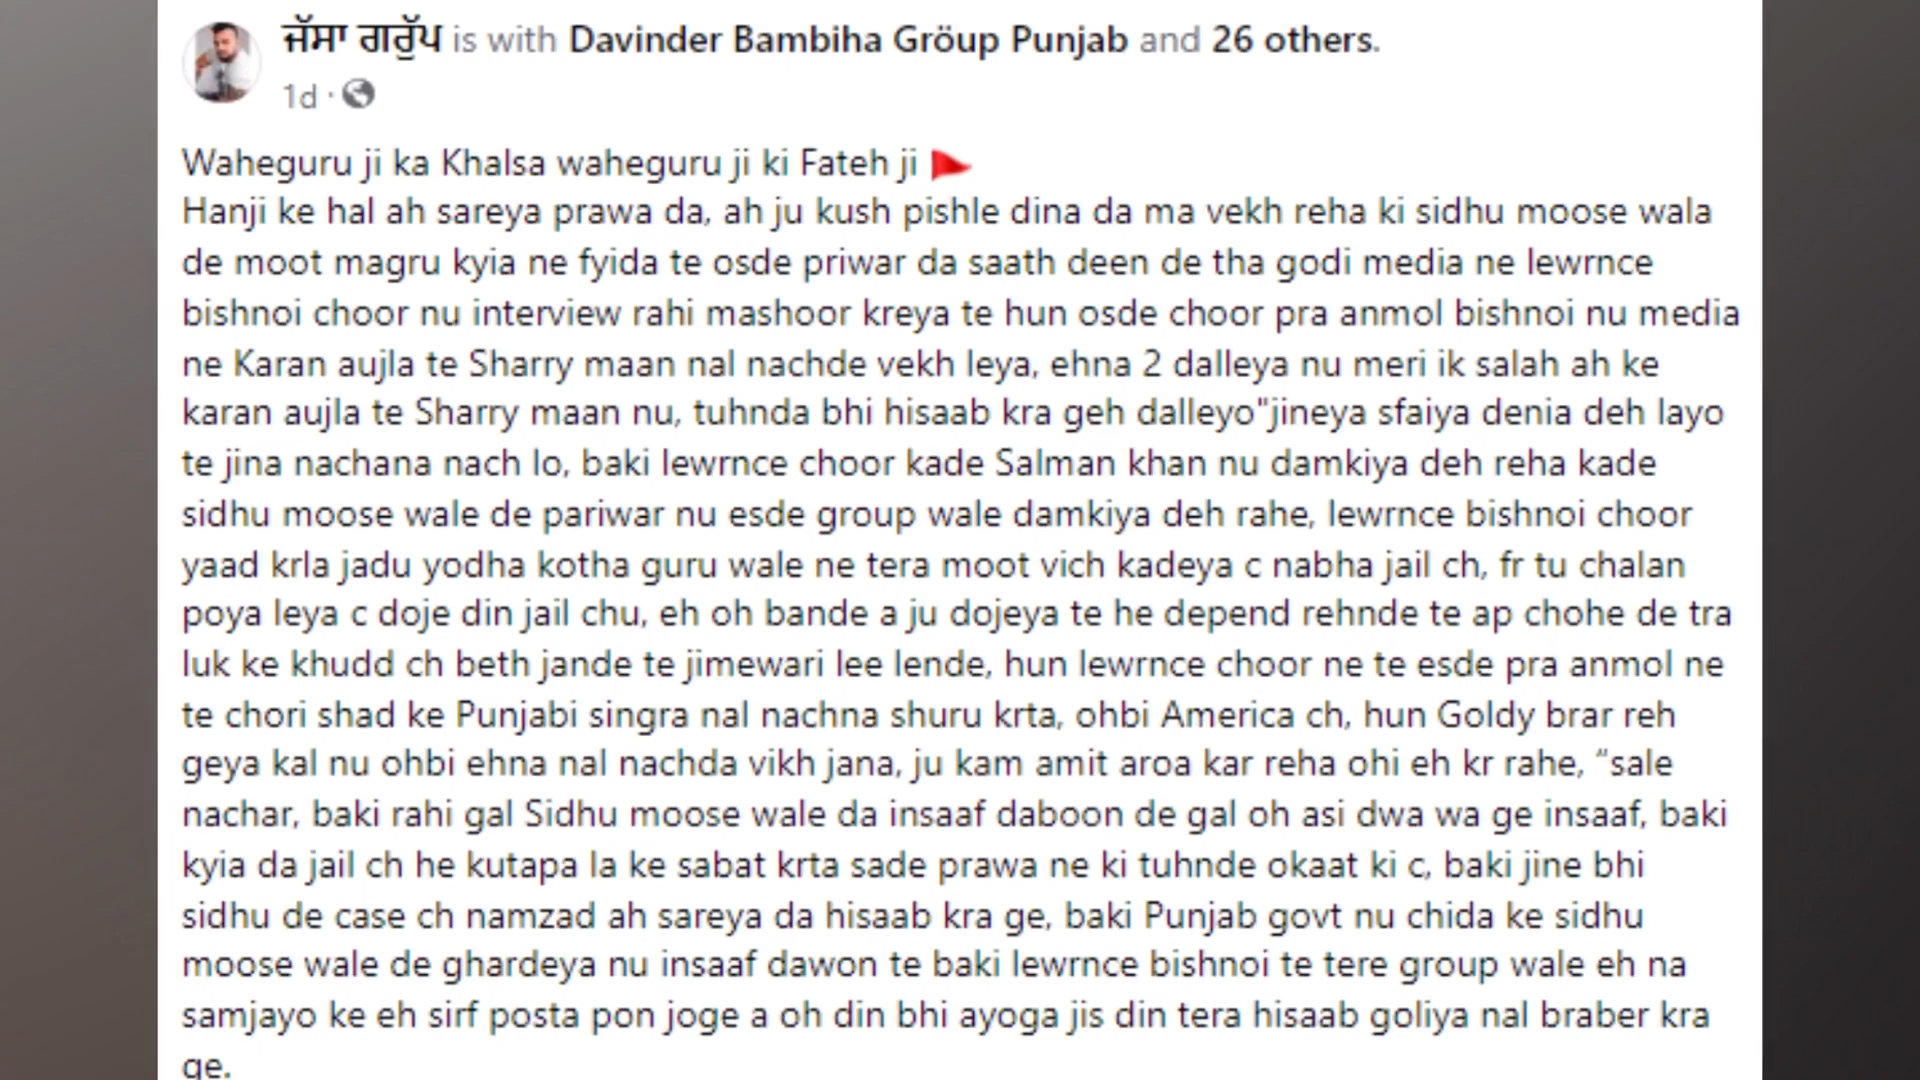 ਜੱਸਾ ਗਰੁੱਪ is with Davinder Bambiha Gröup Punjab and 26 others.
1d ·
Waheguru ji ka Khalsa waheguru ji ki Fateh ji
Hanji ke hal ah sareya prawa da, ah ju kush pishle dina da ma vekh reha ki sidhu moose wala
de moot magru kyia ne fyida te osde priwar da saath deen de tha godi media ne lewrnce
bishnoi choor nu interview rahi mashoor kreya te hun osde choor pra anmol bishnoi nu media
ne Karan aujla te Sharry maan nal nachde vekh leya, ehna 2 dalleya nu meri ik salah ah ke
karan aujla te Sharry maan nu, tuhnda bhi hisaab kra geh dalleyo"jineya sfaiya denia deh layo
te jina nachana nach lo, baki lewrnce choor kade Salman khan nu damkiya deh reha kade
sidhu moose wale de pariwar nu esde group wale damkiya deh rahe, lewrnce bishnoi choor
yaad krla jadu yodha kotha guru wale ne tera moot vich kadeya c nabha jail ch, fr tu chalan
poya leya c doje din jail chu, eh oh bande a ju dojeya te he depend rehnde te ap chohe de tra
luk ke khudd ch beth jande te jimewari lee lende, hun lewrnce choor ne te esde pra anmol ne
te chori shad ke Punjabi singra nal nachna shuru krta, ohbi America ch, hun Goldy brar reh
geya kal nu ohbi ehna nal nachda vikh jana, ju kam amit aroa kar reha ohi eh kr rahe, “sale
nachar, baki rahi gal Sidhu moose wale da insaaf daboon de gal oh asi dwa wa ge insaaf, baki
kyia da jail ch he kutapa la ke sabat krta sade prawa ne ki tuhnde okaat ki c, baki jine bhi
sidhu de case ch namzad ah sareya da hisaab kra ge, baki Punjab govt nu chida ke sidhu
moose wale de ghardeya nu insaaf dawon te baki lewrnce bishnoi te tere group wale eh na
samjayo ke eh sirf posta pon joge a oh din bhi ayoga jis din tera hisaab goliya nal braber kra
ge.